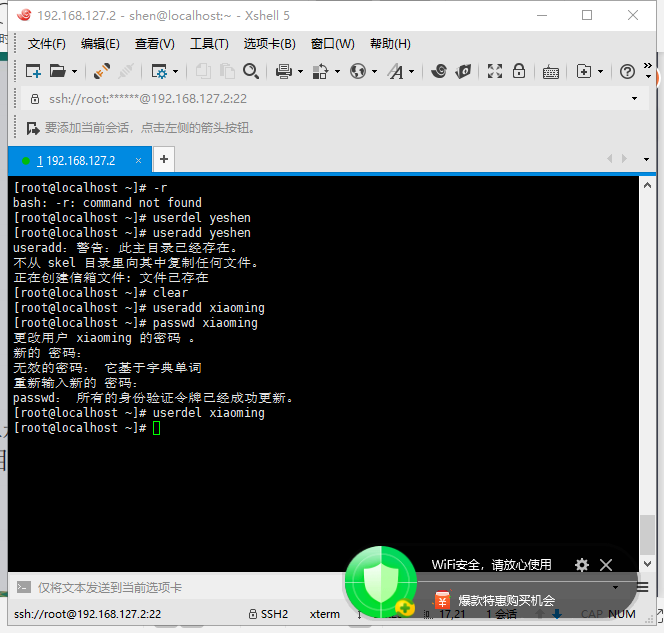 192.168.127.2 - shen@localhost:~ - Xshell 5
文件(F) 编辑(E) 查看(V) 工具(T) 选项卡(B) 窗口(W) 帮助(H)
ssh://root:******@192.168.127.2:22
要添加当前会话，点击左侧的箭头按钮。
1 192.168.127.2 × +
[root@localhost ~]# -r
bash: -r: command not found
[root@localhost ~]# userdel yeshen
[root@localhost ~]# useradd yeshen
useradd: 警告: 此主目录已经存在。
不从 skel 目录里向其中复制任何文件。
正在创建信箱文件: 文件已存在
[root@localhost ~]# clear
[root@localhost ~]# useradd xiaoming
[root@localhost ~]# passwd xiaoming
更改用户 xiaoming 的密码 。
新的 密码:
无效的密码: 它基于字典单词
重新输入新的 密码:
passwd: 所有的身份验证令牌已经成功更新。
[root@localhost ~]# userdel xiaoming
[root@localhost ~]#
WiFi安全，请放心使用
仅将文本发送到当前选项卡
爆款特惠购买机会
ssh://root@192.168.127.2:22 SSH2 xterm 17,21 1 会话 CAP NUM